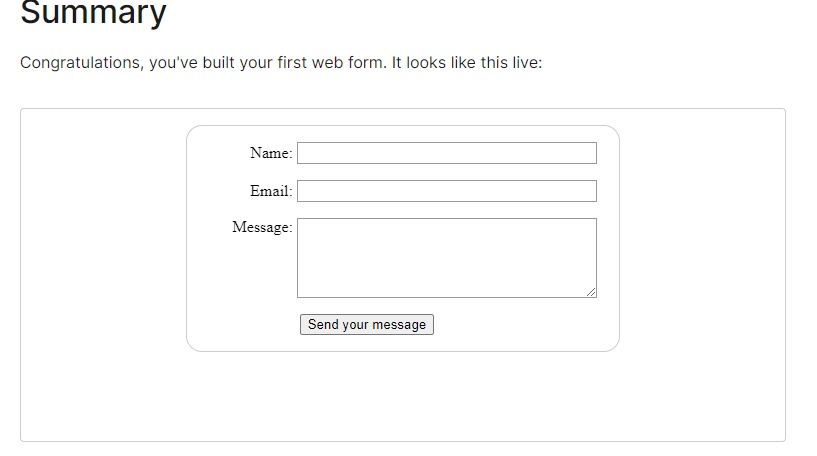 Summary
Congratulations, you've built your first web form. It looks like this live:
Name:
Email:
Message:
Send your message